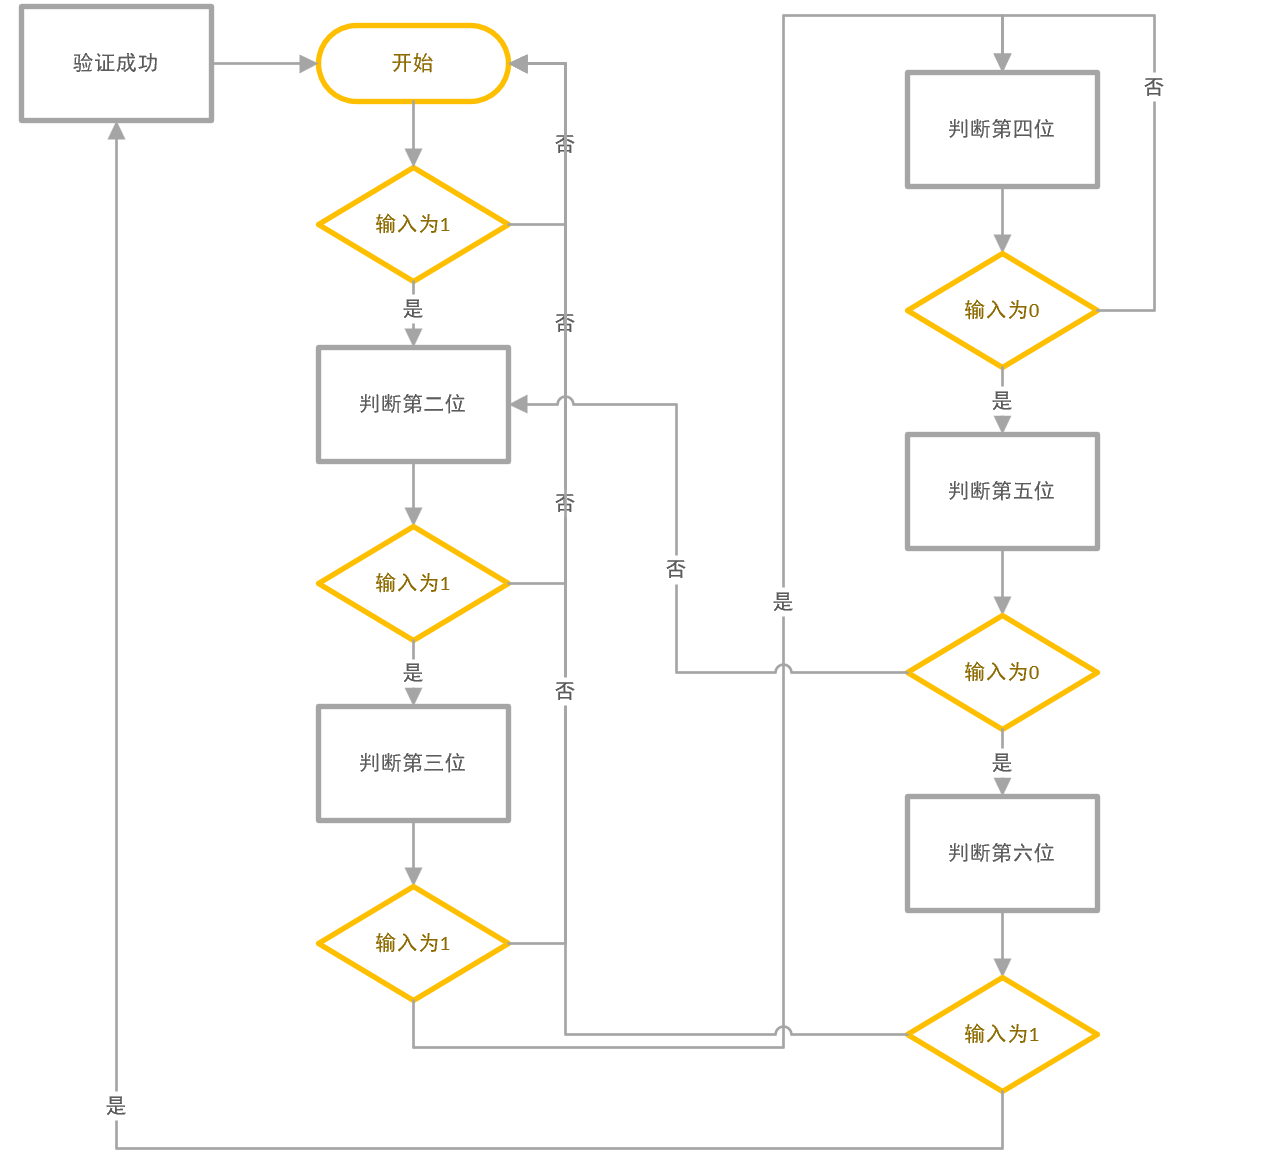 验证成功
开始
否
输入为1
是
否
判断第二位
否
输入为1
是
否
判断第三位
输入为1
是
否
是
否
判断第四位
输入为0
是
判断第五位
输入为0
是
判断第六位
输入为1
是